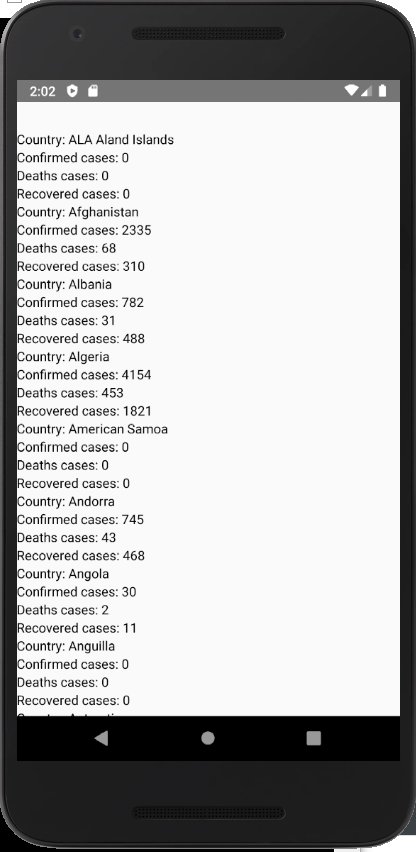 2:02
Country: ALA Aland Islands
Confirmed cases: 0
Deaths cases: 0
Recovered cases: 0
Country: Afghanistan
Confirmed cases: 2335
Deaths cases: 68
Recovered cases: 310
Country: Albania
Confirmed cases: 782
Deaths cases: 31
Recovered cases: 488
Country: Algeria
Confirmed cases: 4154
Deaths cases: 453
Recovered cases: 1821
Country: American Samoa
Confirmed cases: 0
Deaths cases: 0
Recovered cases: 0
Country: Andorra
Confirmed cases: 745
Deaths cases: 43
Recovered cases: 468
Country: Angola
Confirmed cases: 30
Deaths cases: 2
Recovered cases: 11
Country: Anguilla
Confirmed cases: 0
Deaths cases: 0
Recovered cases: 0